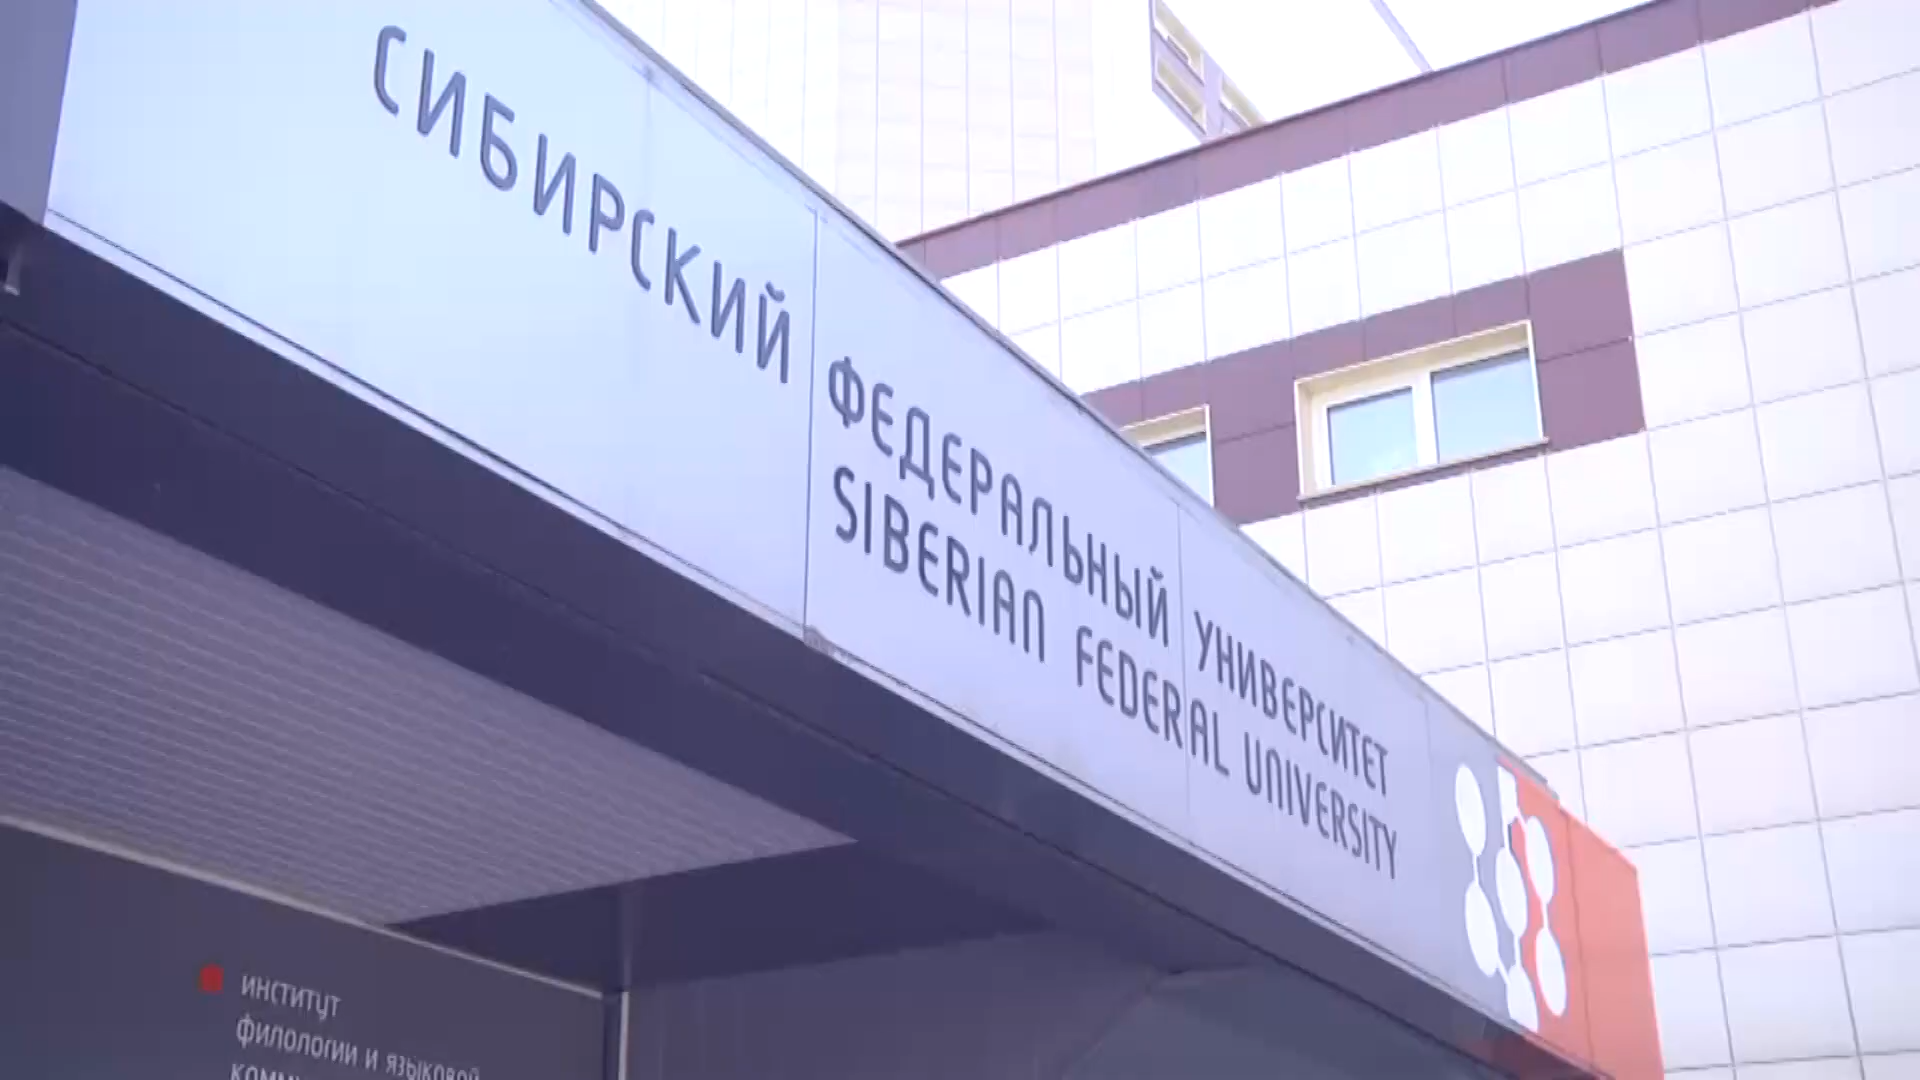 СИБИРСКИЙ ФЕДЕРАЛЬНЫЙ УНИВЕРСИТЕТ
SIBERIAN FEDERAL UNIVERSITY
институт
филологии и языковой